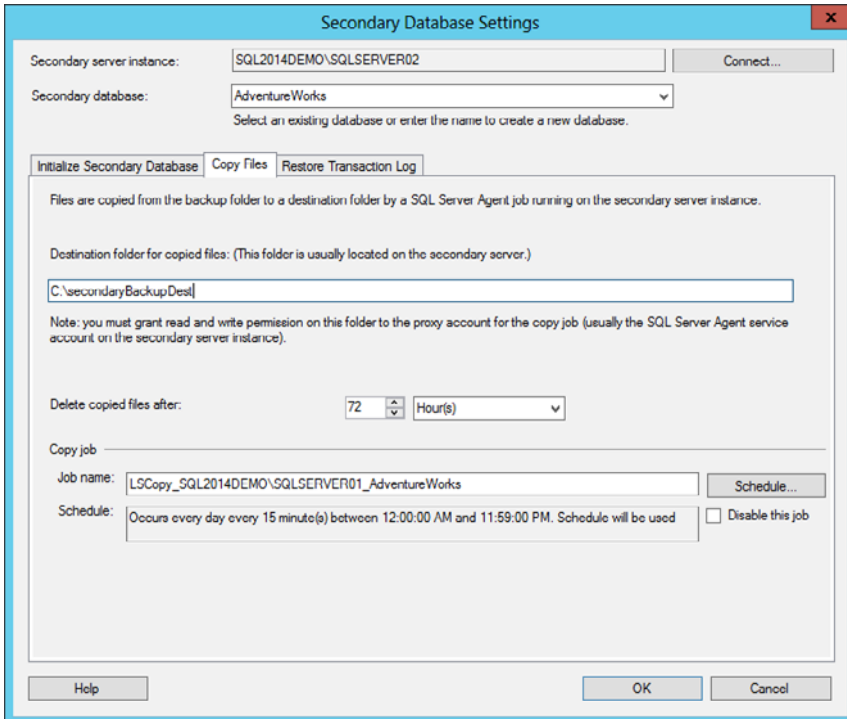 Secondary Database Settings
x
Secondary server instance: SQL2014DEMO\SQLSERVER02 Connect...
Secondary database: AdventureWorks
Select an existing database or enter the name to create a new database.
Initialize Secondary Database Copy Files Restore Transaction Log
Files are copied from the backup folder to a destination folder by a SQL Server Agent job running on the secondary server instance.
Destination folder for copied files: (This folder is usually located on the secondary server.)
C:\secondaryBackupDest
Note: you must grant read and write permission on this folder to the proxy account for the copy job (usually the SQL Server Agent service
account on the secondary server instance).
Delete copied files after: 72 Hour(s)
Copy job
Job name: LSCopy_SQL2014DEMO\SQLSERVER01_AdventureWorks Schedule...
Schedule: Occurs every day every 15 minute(s) between 12:00:00 AM and 11:59:00 PM. Schedule will be used Disable this job
Help OK Cancel